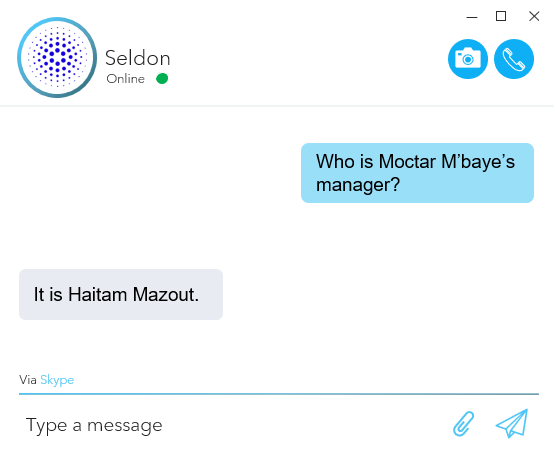 Seldon
Online
Who is Moctar M’baye’s
manager?
It is Haitam Mazout.
Via Skype
Type a message